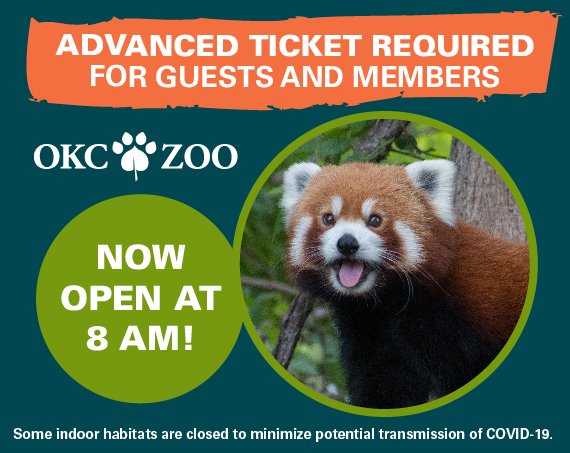 ADVANCED TICKET REQUIRED
FOR GUESTS AND MEMBERS
OKC ZOO
NOW
OPEN AT
8 AM!
Some indoor habitats are closed to minimize potential transmission of COVID-19.